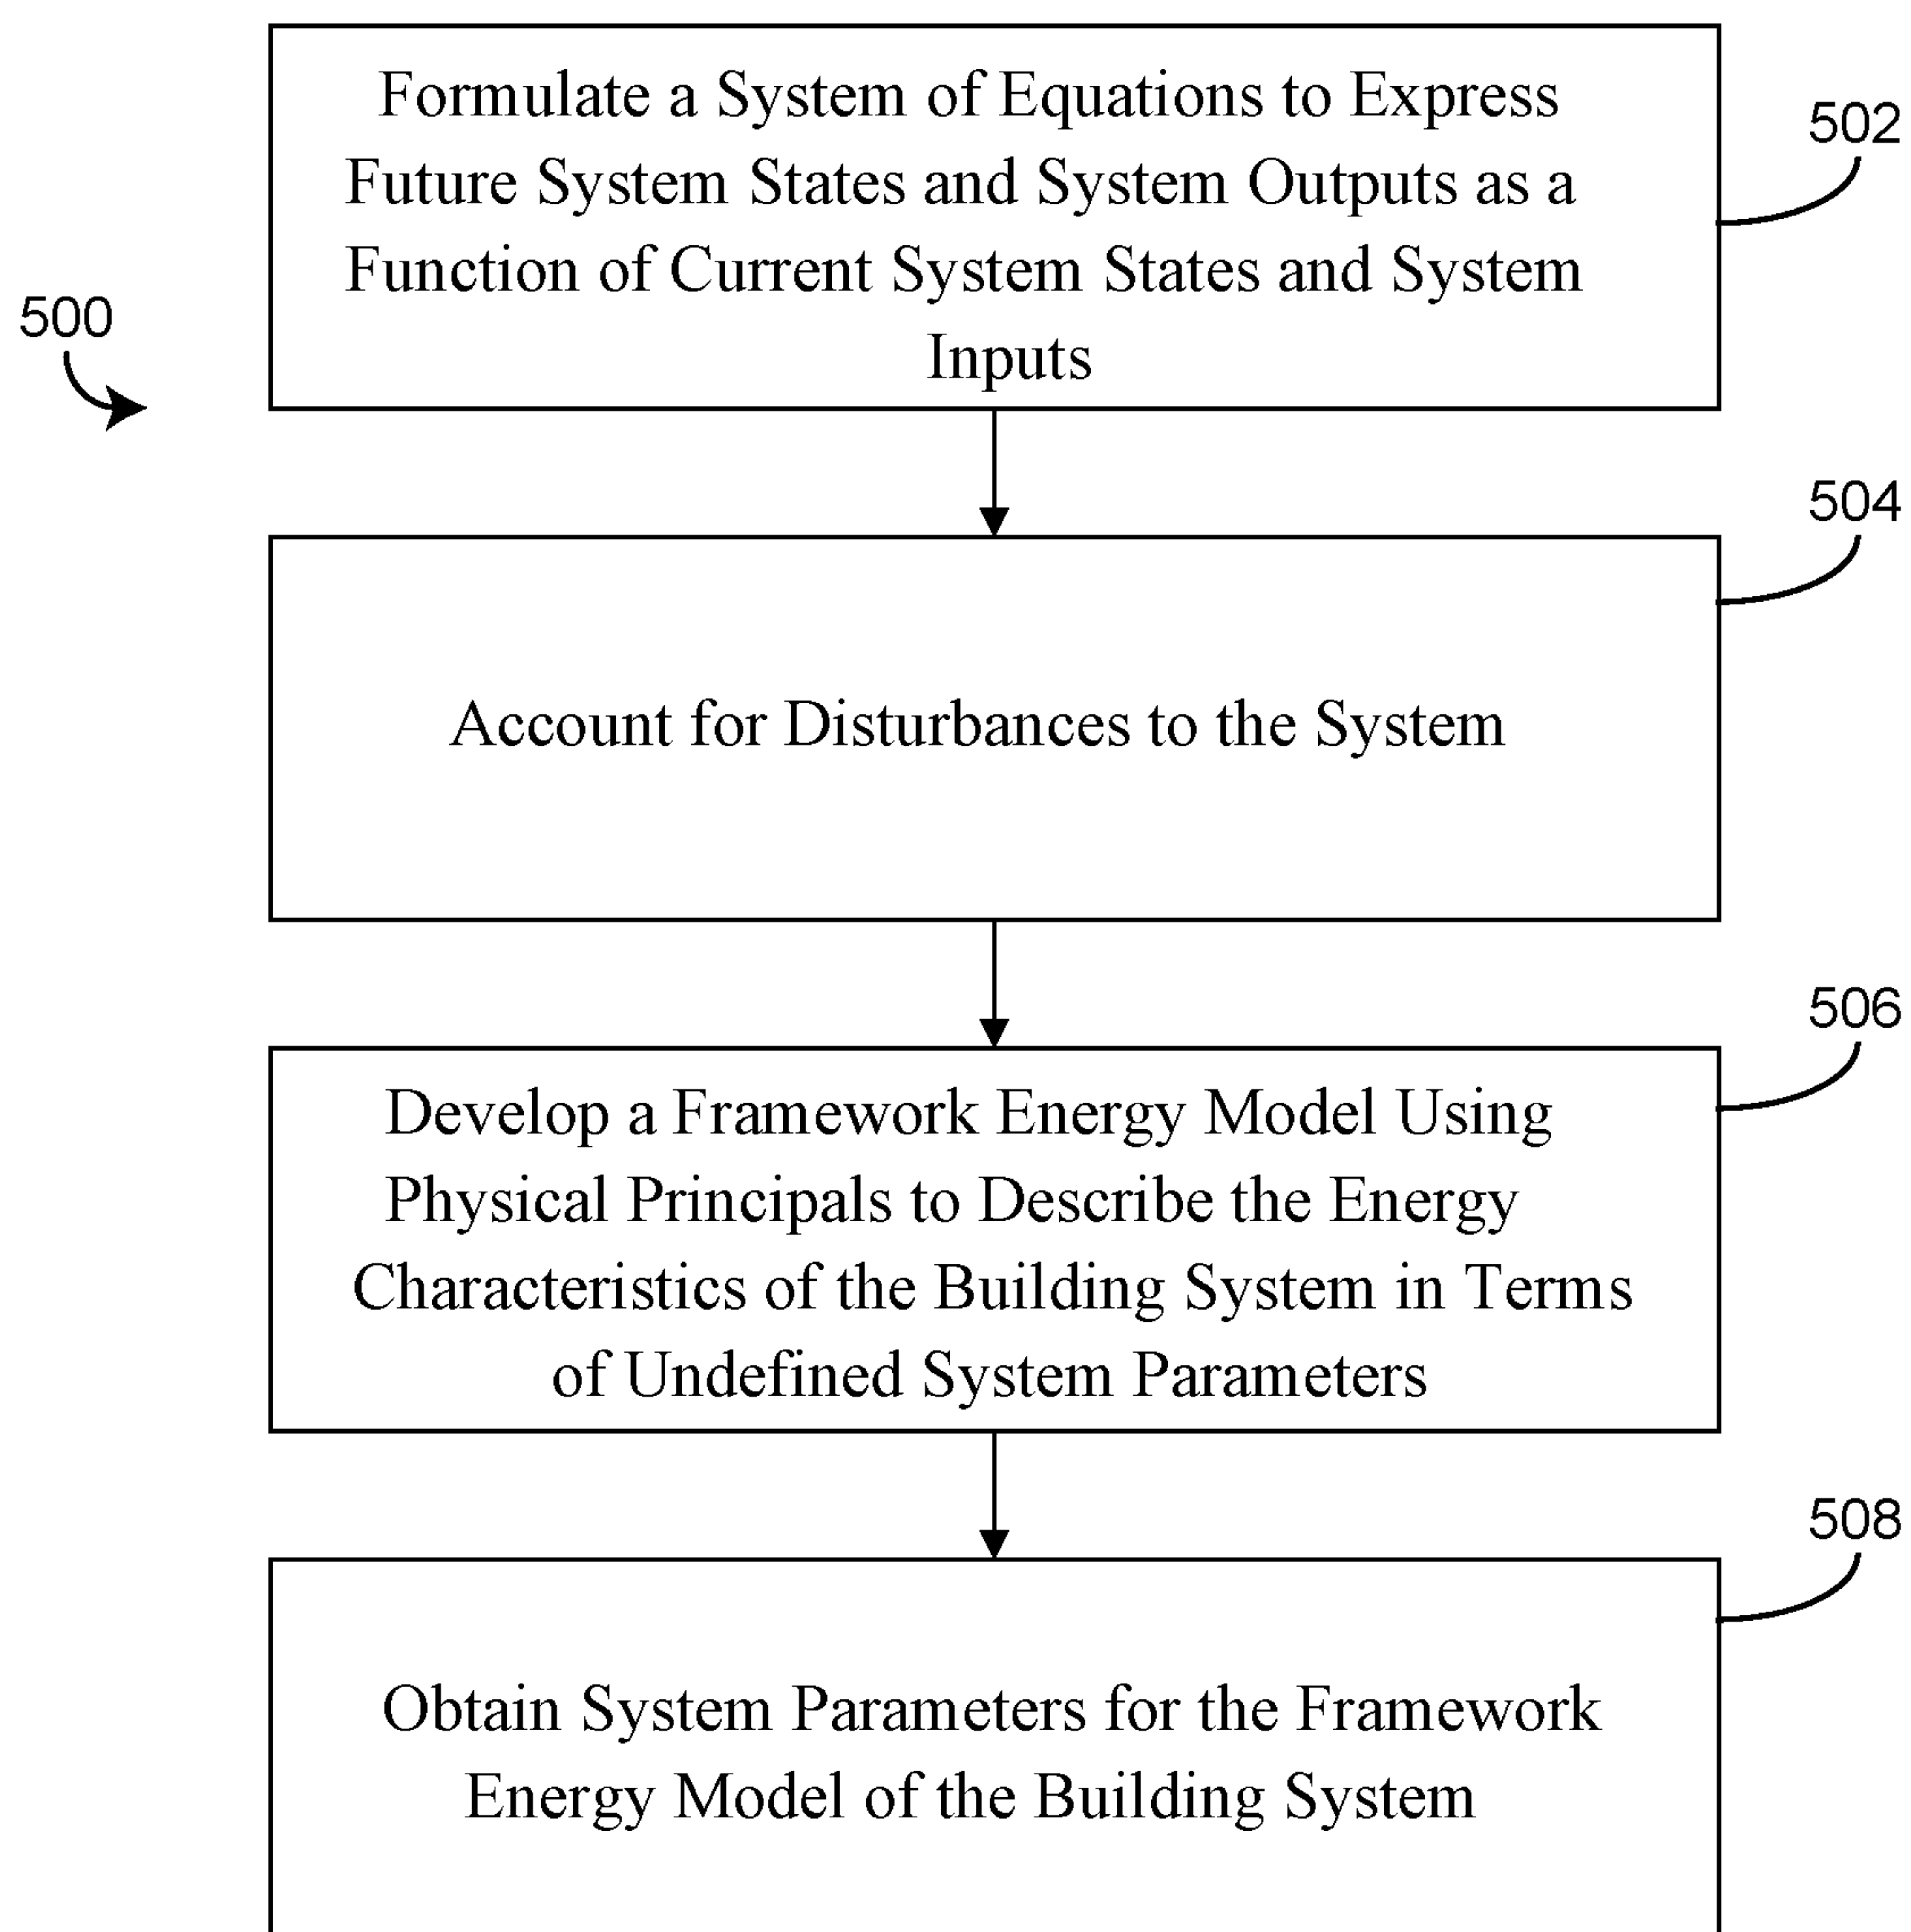 Formulate a System of Equations to Express
Future System States and System Outputs as a
Function of Current System States and System
Inputs
502
500
504
Account for Disturbances to the System
506
Develop a Framework Energy Model Using
Physical Principals to Describe the Energy
Characteristics of the Building System in Terms
of Undefined System Parameters
508
Obtain System Parameters for the Framework
Energy Model of the Building System